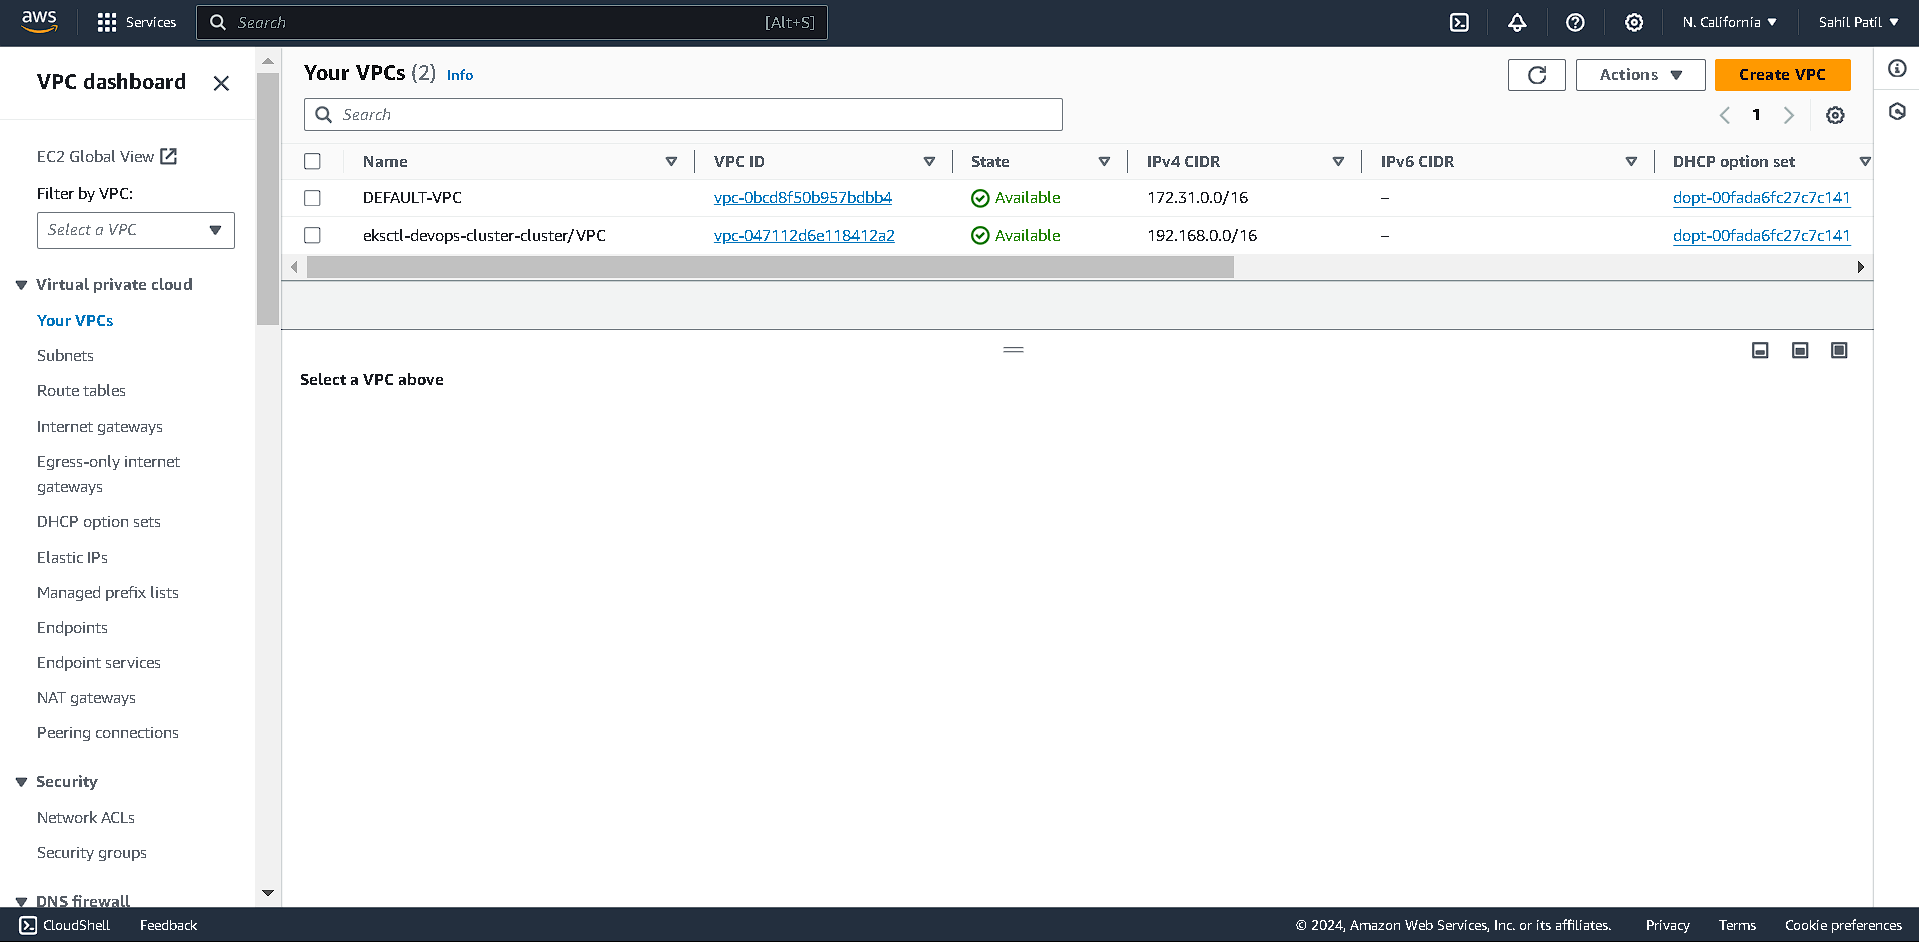 aws Services Search [Alt+S] N. California Sahil Patil
VPC dashboard
EC2 Global View
Filter by VPC:
Select a VPC
Virtual private cloud
Your VPCs
Subnets
Route tables
Internet gateways
Egress-only internet
gateways
DHCP option sets
Elastic IPs
Managed prefix lists
Endpoints
Endpoint services
NAT gateways
Peering connections
Security
Network ACLs
Security groups
DNS firewall
Your VPCs (2) Info
Actions Create VPC
Search
1
Name VPC ID State IPv4 CIDR IPv6 CIDR DHCP option set
DEFAULT-VPC vpc-0bcd8f50b957bdbb4 Available 172.31.0.0/16 – dopt-00fada6fc27c7c141
eksctl-devops-cluster-cluster/VPC vpc-047112d6e118412a2 Available 192.168.0.0/16 – dopt-00fada6fc27c7c141
Select a VPC above
CloudShell Feedback © 2024, Amazon Web Services, Inc. or its affiliates. Privacy Terms Cookie preferences